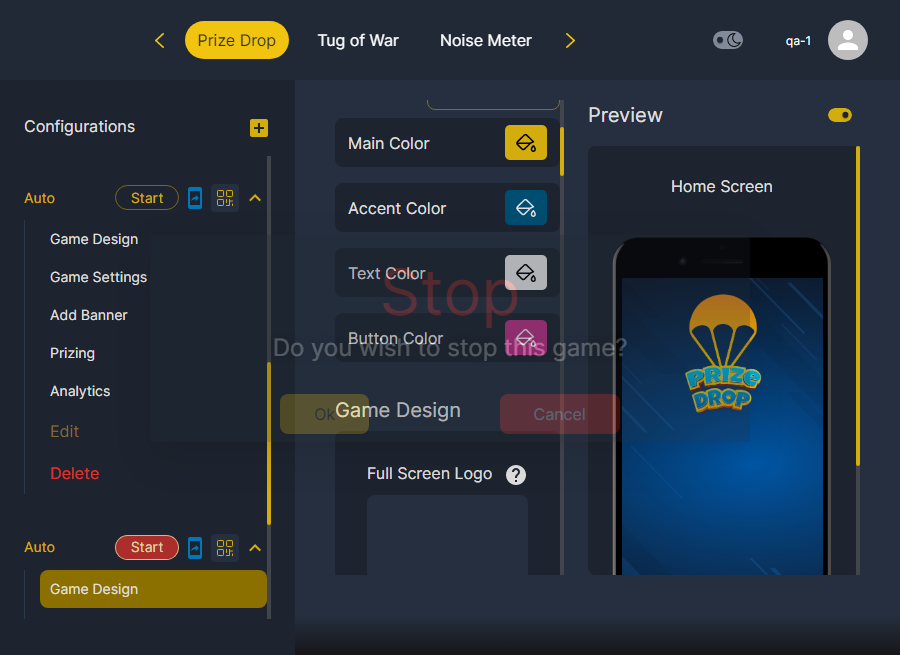 Prize Drop
Tug of War
Noise Meter
qa-1
Configurations
Auto
Start
Game Design
Game Settings
Add Banner
Prizing
Analytics
Edit
Delete
Auto
Start
Game Design
Main Color
Accent Color
Text Color
Button Color
Stop
Do you wish to stop this game?
Ok
Cancel
Game Design
Full Screen Logo
?
Preview
Home Screen
PRIZE
DROP